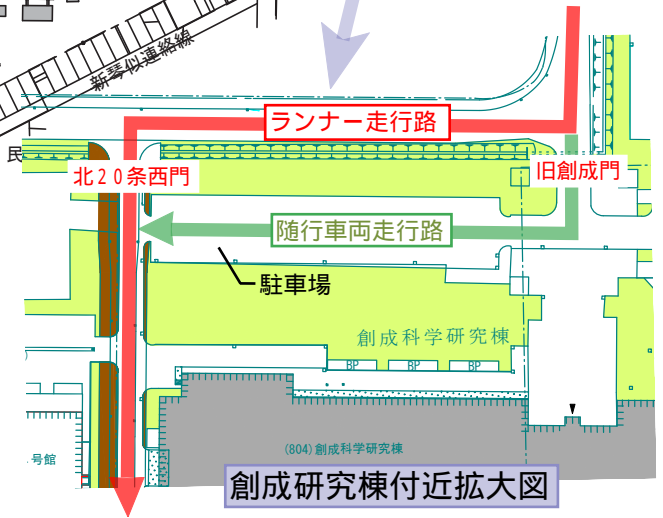 新琴似連絡線
ランナー走行路
民
北20条西門
旧創成門
随行車両走行路
駐車場
創成科学研究棟
BP
BP
BP
号館
(804)創成科学研究棟
創成研究棟付近拡大図